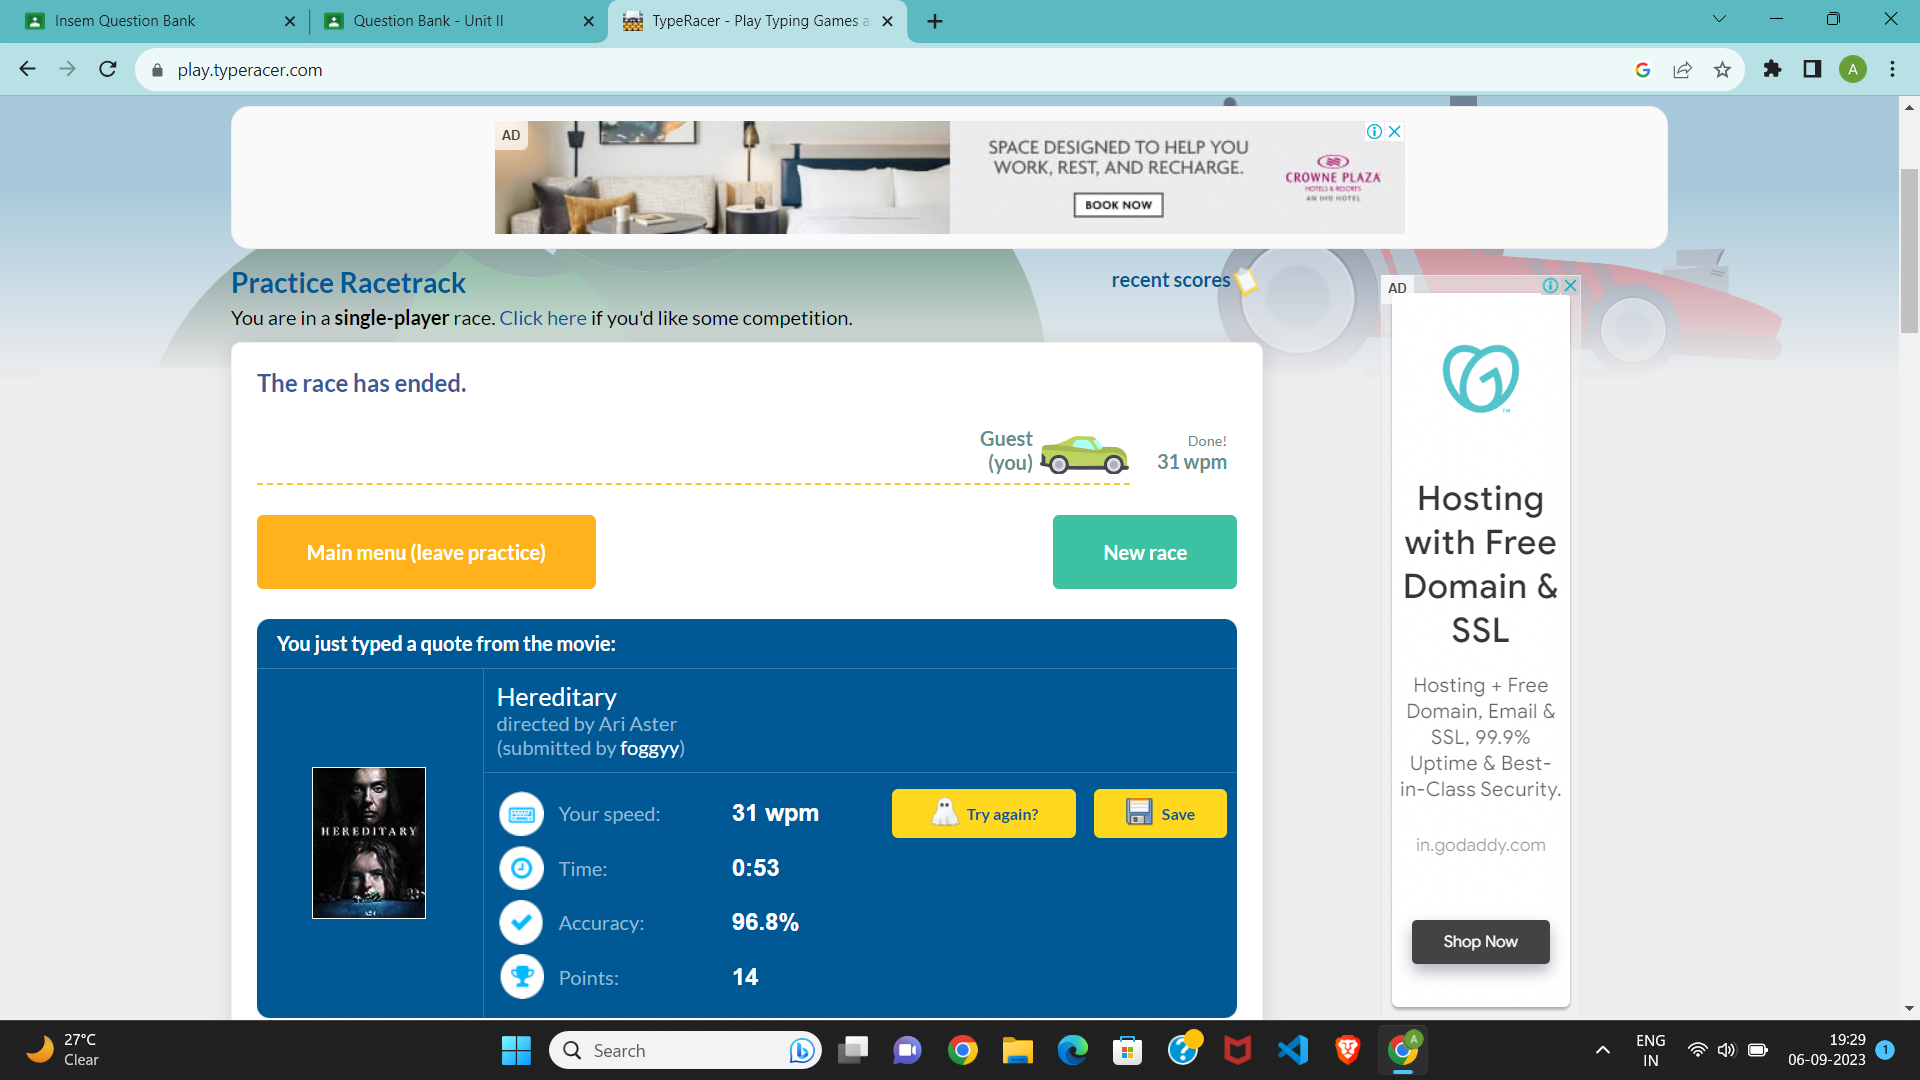 Insem Question Bank
Question Bank - Unit II
TypeRacer - Play Typing Games a
play.typeracer.com
A
AD
SPACE DESIGNED TO HELP YOU
WORK, REST, AND RECHARGE.
BOOK NOW
CROWNE PLAZA
HOTELS & RESORTS
AN IHG HOTEL
Practice Racetrack
recent scores
You are in a single-player race. Click here if you'd like some competition.
The race has ended.
Guest
(you)
Done!
31 wpm
Main menu (leave practice)
New race
You just typed a quote from the movie:
Hereditary
directed by Ari Aster
(submitted by foggyy)
HEREDITARY
A24
Your speed:
31 wpm
Try again?
Save
Time:
0:53
Accuracy:
96.8%
Points:
14
AD
Hosting
with Free
Domain &
SSL
Hosting + Free
Domain, Email &
SSL, 99.9%
Uptime & Best-
in-Class Security.
in.godaddy.com
Shop Now
27°C
Clear
Search
A
ENG
IN
19:29
06-09-2023
1